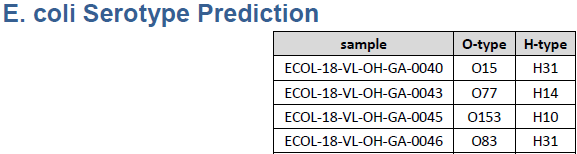 E. coli Serotype Prediction
sample O-type H-type
ECOL-18-VL-OH-GA-0040 O15 H31
ECOL-18-VL-OH-GA-0043 O77 H14
ECOL-18-VL-OH-GA-0045 O153 H10
ECOL-18-VL-OH-GA-0046 O83 H31